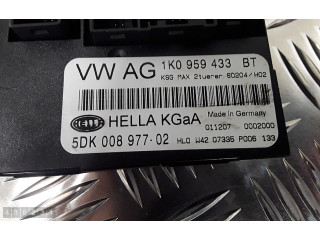 VW AG 1K0 959 433 BT
KSG MAX 2tuerer 60204/H02
HELLA HELLA KGaA Made in Germany
011207 0002000
5DK 008 977-02 HLO W42 07335 P006 133